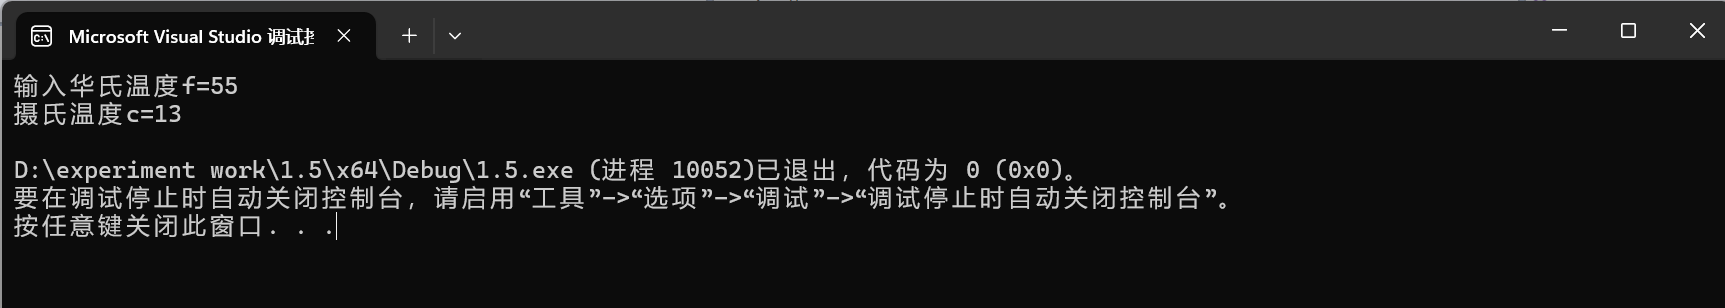 Microsoft Visual Studio 调试
输入华氏温度f=55
摄氏温度c=13
D:\experiment work\1.5\x64\Debug\1.5.exe (进程 10052)已退出，代码为 0 (0x0)。
要在调试停止时自动关闭控制台，请启用“工具”->“选项”->“调试”->“调试停止时自动关闭控制台”。
按任意键关闭此窗口. . .